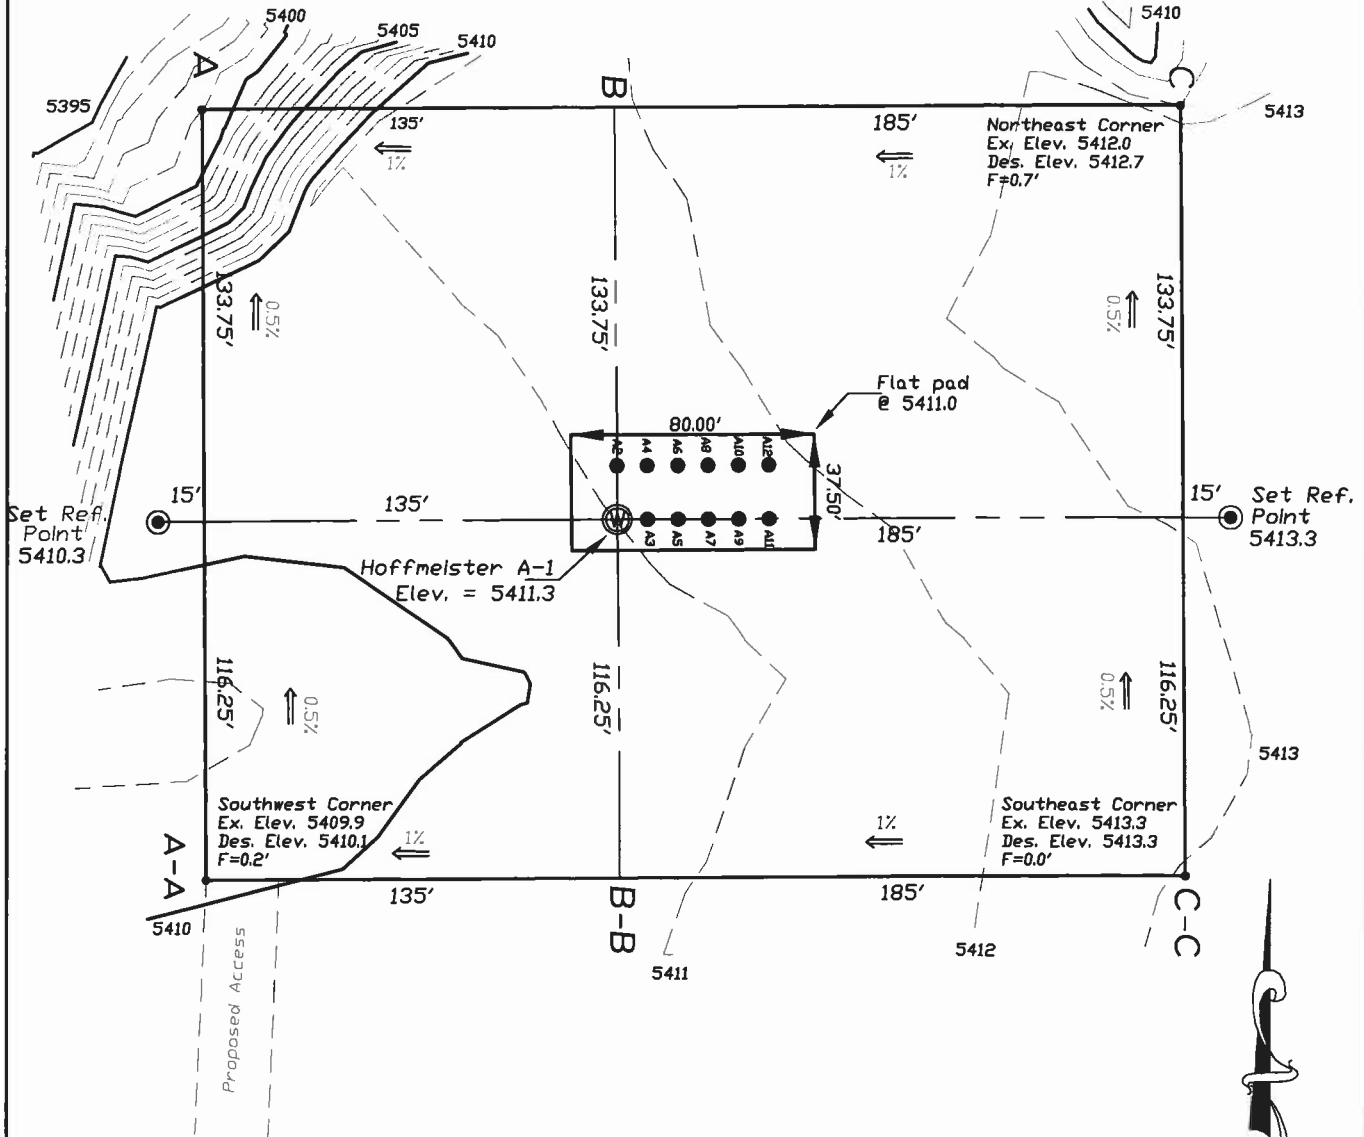 5400
5405
5410
5410
5395
A
B
C
5413
135'
185'
1%
1%
Northeast Corner
Ex. Elev. 5412.0
Des. Elev. 5412.7
F=0.7'
133.75'
0.5%
133.75'
0.5%
133.75'
Flat pad
@ 5411.0
80.00'
A2
A4
A6
A8
A10
A12
37.50'
15'
135'
W
A3
A5
A7
A9
A11
185'
15'
Set Ref.
Point
5410.3
Set Ref.
Point
5413.3
Hoffmeister A-1
Elev. = 5411.3
116.25'
0.5%
116.25'
0.5%
116.25'
5413
Southwest Corner
Ex. Elev. 5409.9
Des. Elev. 5410.1
F=0.2'
1%
1%
Southeast Corner
Ex. Elev. 5413.3
Des. Elev. 5413.3
F=0.0'
A-A
135'
B-B
185'
C-C
5410
5411
5412
Proposed Access